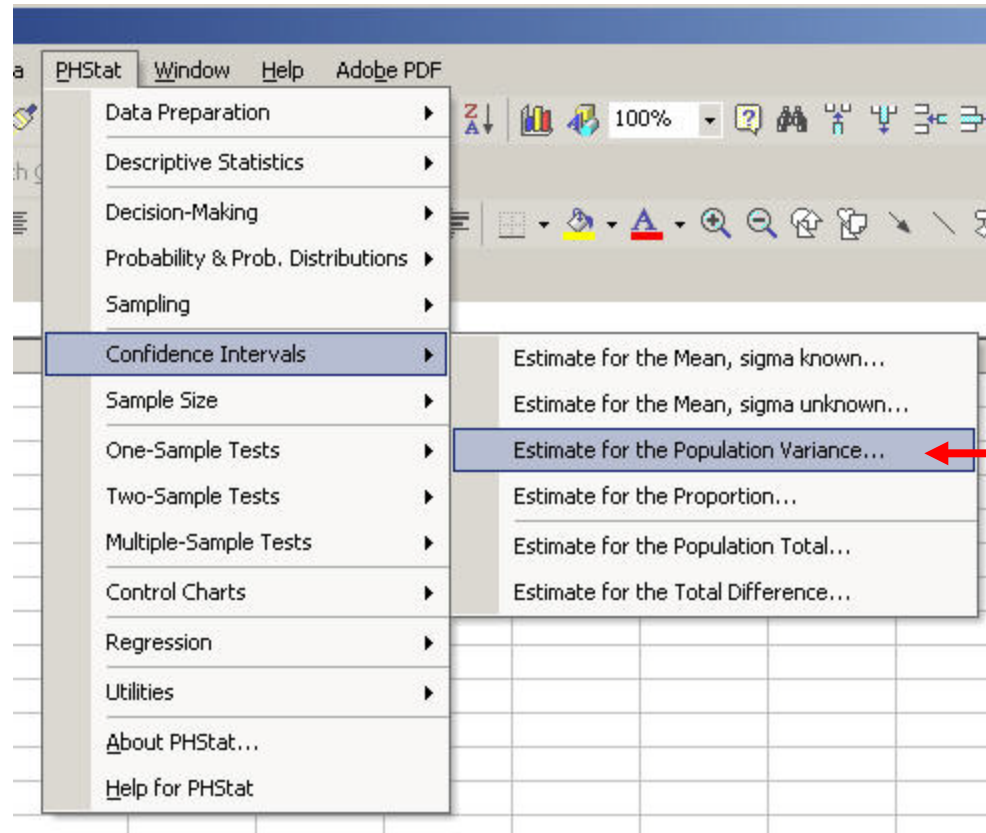 a PHStat Window Help Adobe PDF
Data Preparation
100%
Descriptive Statistics
Decision-Making
Probability & Prob. Distributions
Sampling
Confidence Intervals
Estimate for the Mean, sigma known...
Sample Size
Estimate for the Mean, sigma unknown...
One-Sample Tests
Estimate for the Population Variance...
Two-Sample Tests
Estimate for the Proportion...
Multiple-Sample Tests
Estimate for the Population Total...
Control Charts
Estimate for the Total Difference...
Regression
Utilities
About PHStat...
Help for PHStat